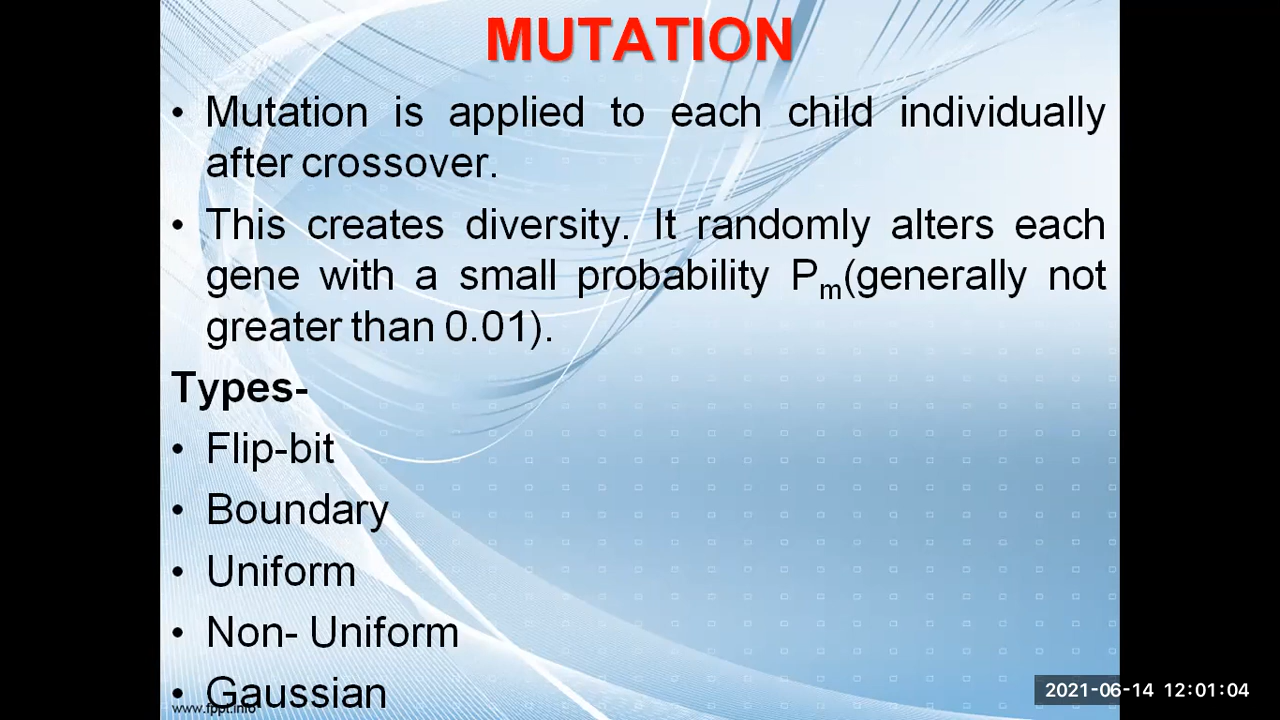 MUTATION
• Mutation is applied to each child individually
after crossover.
• This creates diversity. It randomly alters each
gene with a small probability Pm(generally not
greater than 0.01).
Types-
• Flip-bit
• Boundary
• Uniform
• Non- Uniform
• Gaussian
www.fppt.info
2021-06-14 12:01:04